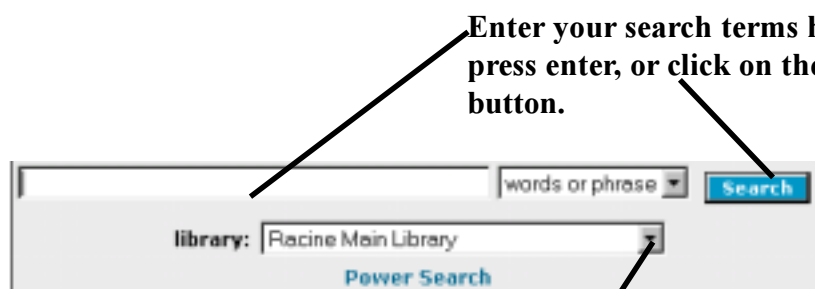 Enter your search terms
press enter, or click on
button.
words or phrase Search
library: Racine Main Library
Power Search